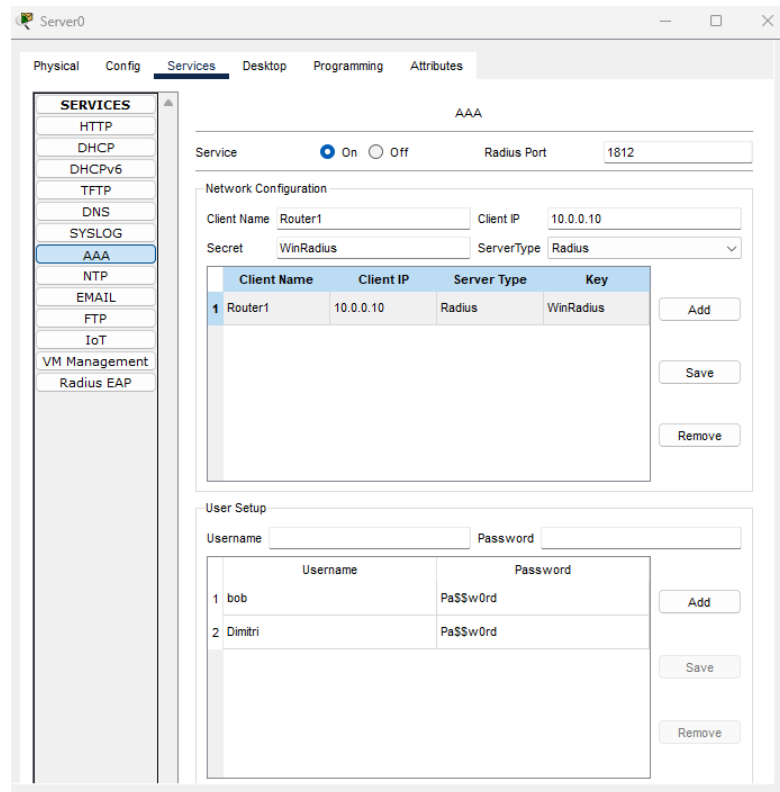 Server0
Physical Config Services Desktop Programming Attributes
SERVICES
HTTP
DHCP
DHCPv6
TFTP
DNS
SYSLOG
AAA
NTP
EMAIL
FTP
IoT
VM Management
Radius EAP
AAA
Service On Off Radius Port 1812
Network Configuration
Client Name Router1 Client IP 10.0.0.10
Secret WinRadius ServerType Radius
Client Name Client IP Server Type Key
1 Router1 10.0.0.10 Radius WinRadius
Add
Save
Remove
User Setup
Username Password
Username Password
1 bob Pa$$w0rd
2 Dimitri Pa$$w0rd
Add
Save
Remove